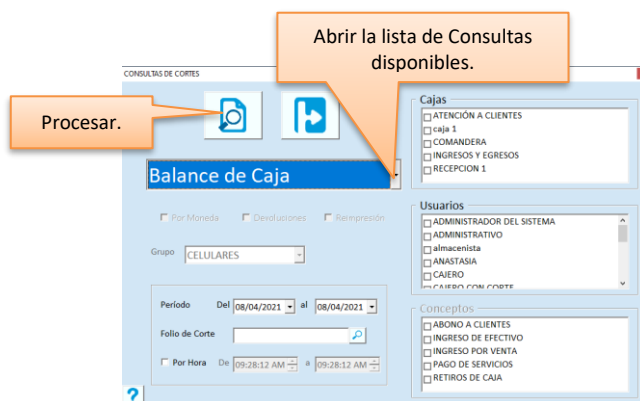 Abrir la lista de Consultas
disponibles.
CONSULTAS DE CORTES
Procesar.
Balance de Caja
Por Moneda Devoluciones Reimpresión
Grupo CELULARES
Período Del 08/04/2021 al 08/04/2021
Folio de Corte
Por Hora De 09:28:12 AM a 09:28:12 AM
?
Cajas
ATENCIÓN A CLIENTES
caja 1
COMANDERA
INGRESOS Y EGRESOS
RECEPCION 1
Usuarios
ADMINISTRADOR DEL SISTEMA
ADMINISTRATIVO
almacenista
ANASTASIA
CAJERO
CAJERO CON CORTE
Conceptos
ABONO A CLIENTES
INGRESO DE EFECTIVO
INGRESO POR VENTA
PAGO DE SERVICIOS
RETIROS DE CAJA